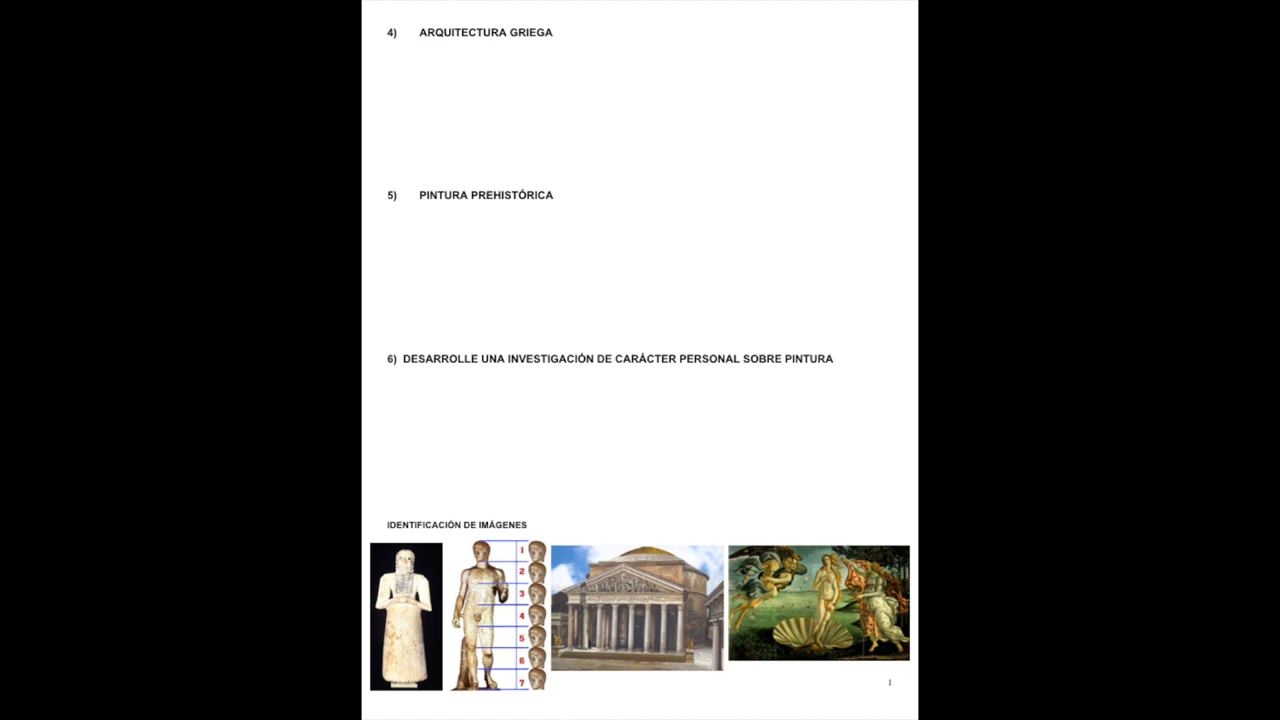 4) ARQUITECTURA GRIEGA
5) PINTURA PREHISTÓRICA
6) DESARROLLE UNA INVESTIGACIÓN DE CARÁCTER PERSONAL SOBRE PINTURA
IDENTIFICACIÓN DE IMÁGENES
1
2
3
4
5
6
7
1